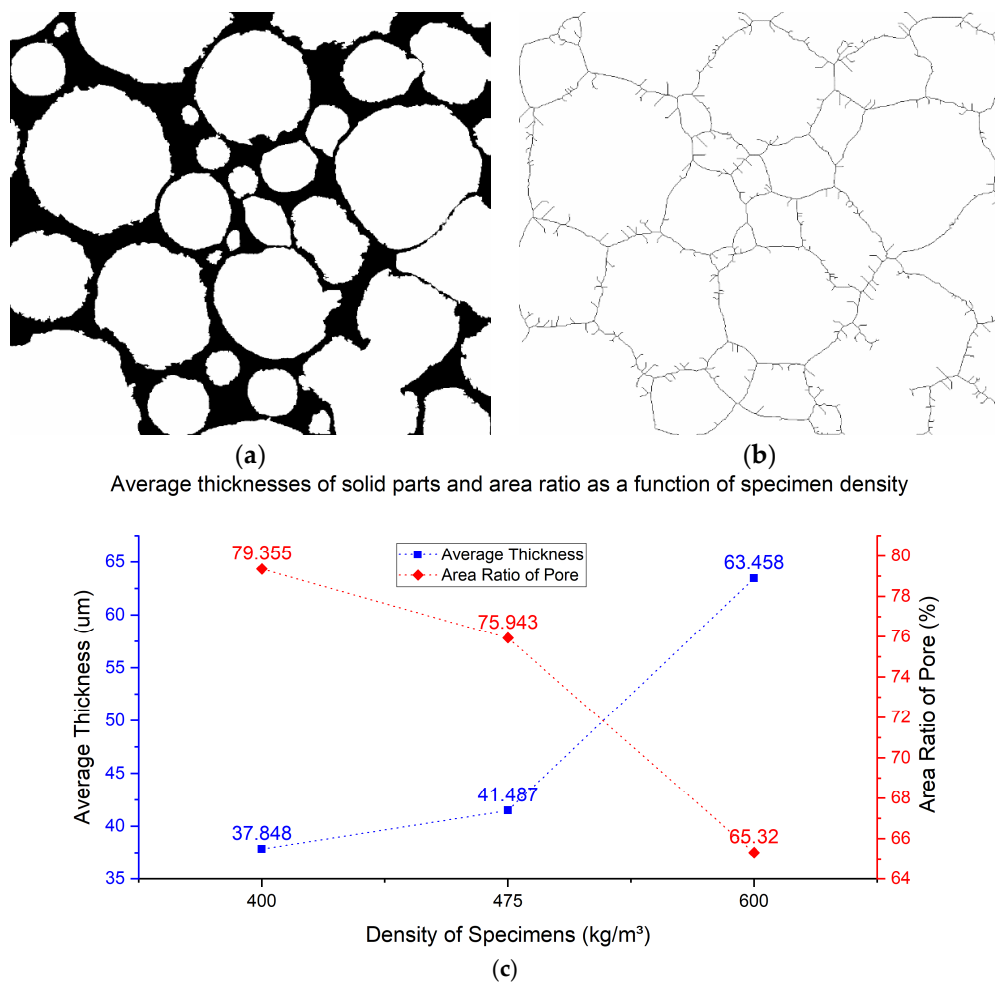 (a)
(b)
Average thicknesses of solid parts and area ratio as a function of specimen density
Average Thickness
Area Ratio of Pore
79.355
75.943
65.32
37.848
41.487
63.458
65
60
55
50
45
40
35
Average Thickness (um)
80
78
76
74
72
70
68
66
64
Area Ratio of Pore (%)
400
475
600
Density of Specimens (kg/m³)
(c)